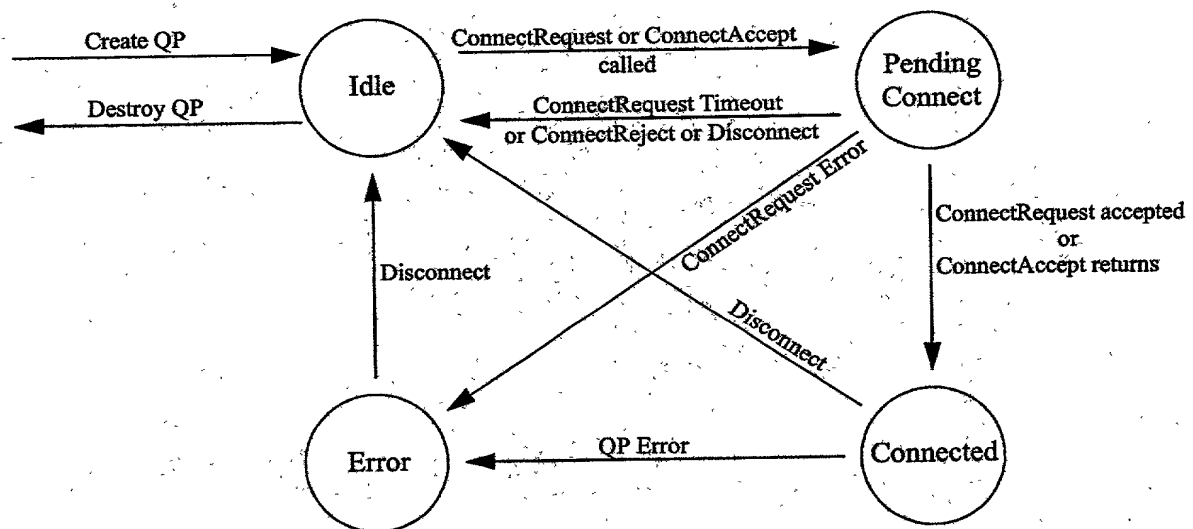 Create QP
Destroy QP
Idle
ConnectRequest or ConnectAccept
called
ConnectRequest Timeout
or ConnectReject or Disconnect
Pending
Connect
ConnectRequest Error
ConnectRequest accepted
or
ConnectAccept returns
Disconnect
Disconnect
Error
QP Error
Connected